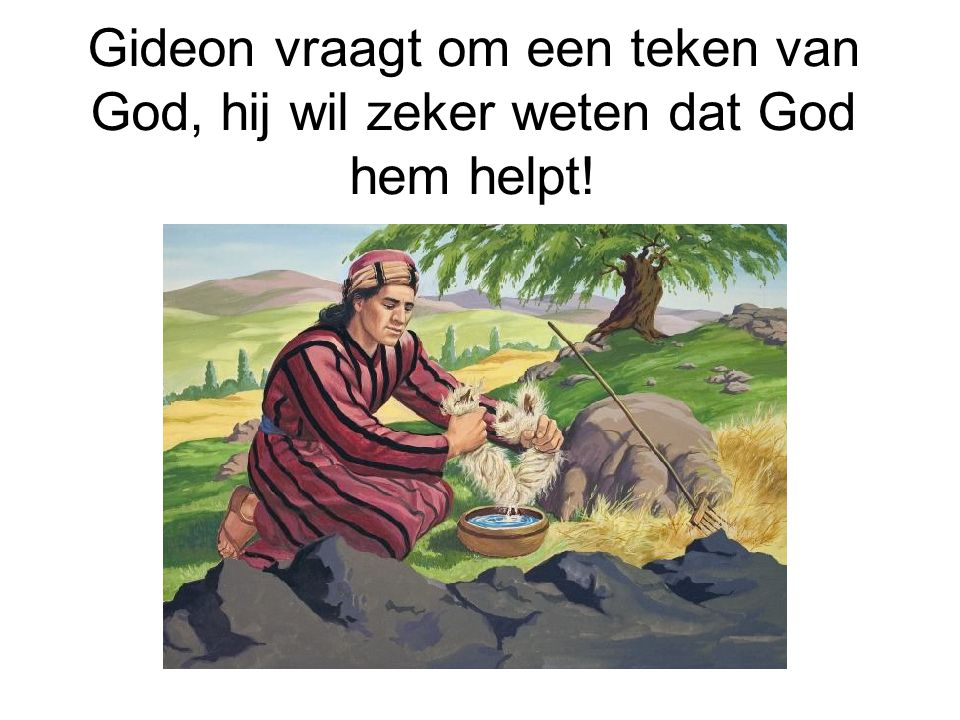 Gideon vraagt om een teken van
God, hij wil zeker weten dat God
hem helpt!